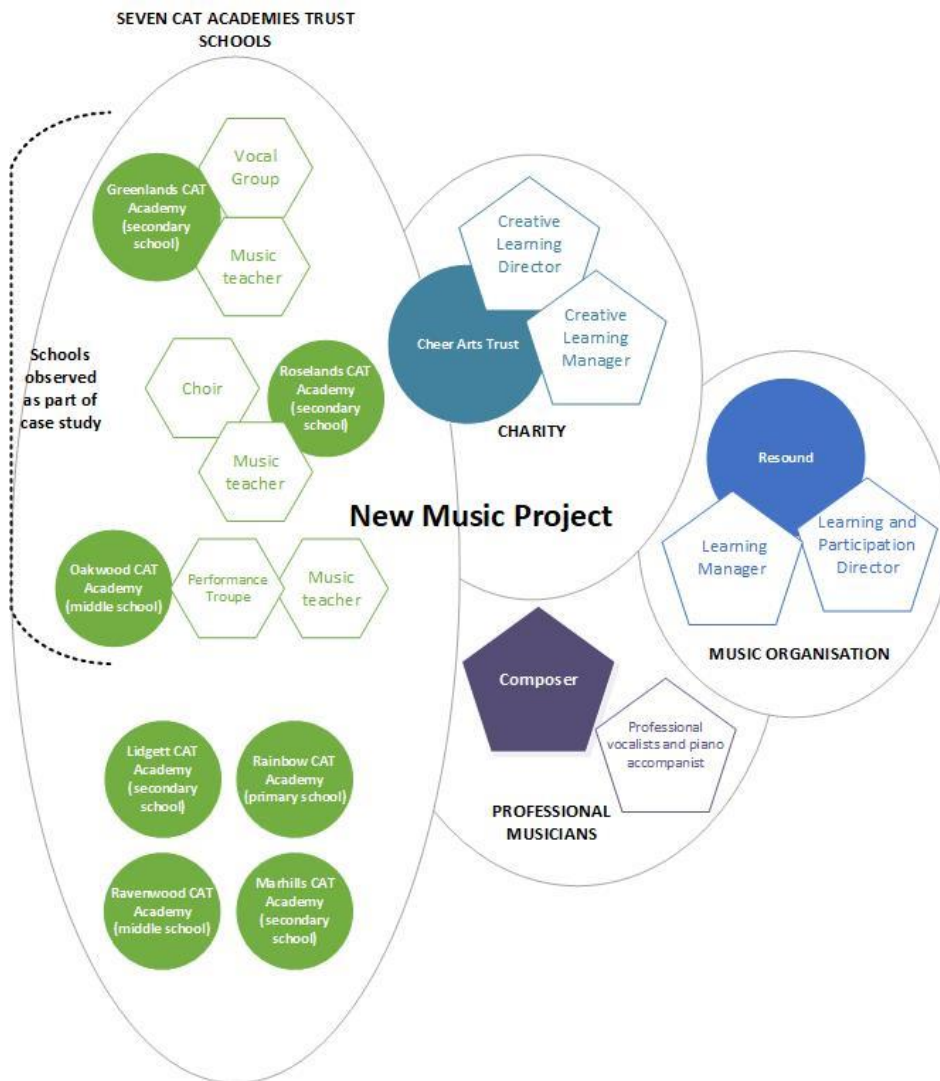 SEVEN CAT ACADEMIES TRUST
SCHOOLS
Schools
observed
as part of
case study
Greenlands CAT
Academy
(secondary
school)
Vocal
Group
Music
teacher
Choir
Roselands CAT
Academy
(secondary
school)
Music
teacher
Oakwood CAT
Academy
(middle school)
Performance
Troupe
Music
teacher
Lidgett CAT
Academy
(secondary
school)
Rainbow CAT
Academy
(primary school)
Ravenwood CAT
Academy
(middle school)
Marhills CAT
Academy
(secondary
school)
New Music Project
Creative
Learning
Director
Cheer Arts Trust
Creative
Learning
Manager
CHARITY
Resound
Learning
Manager
Learning and
Participation
Director
MUSIC ORGANISATION
Composer
Professional
vocalists and piano
accompanist
PROFESSIONAL
MUSICIANS